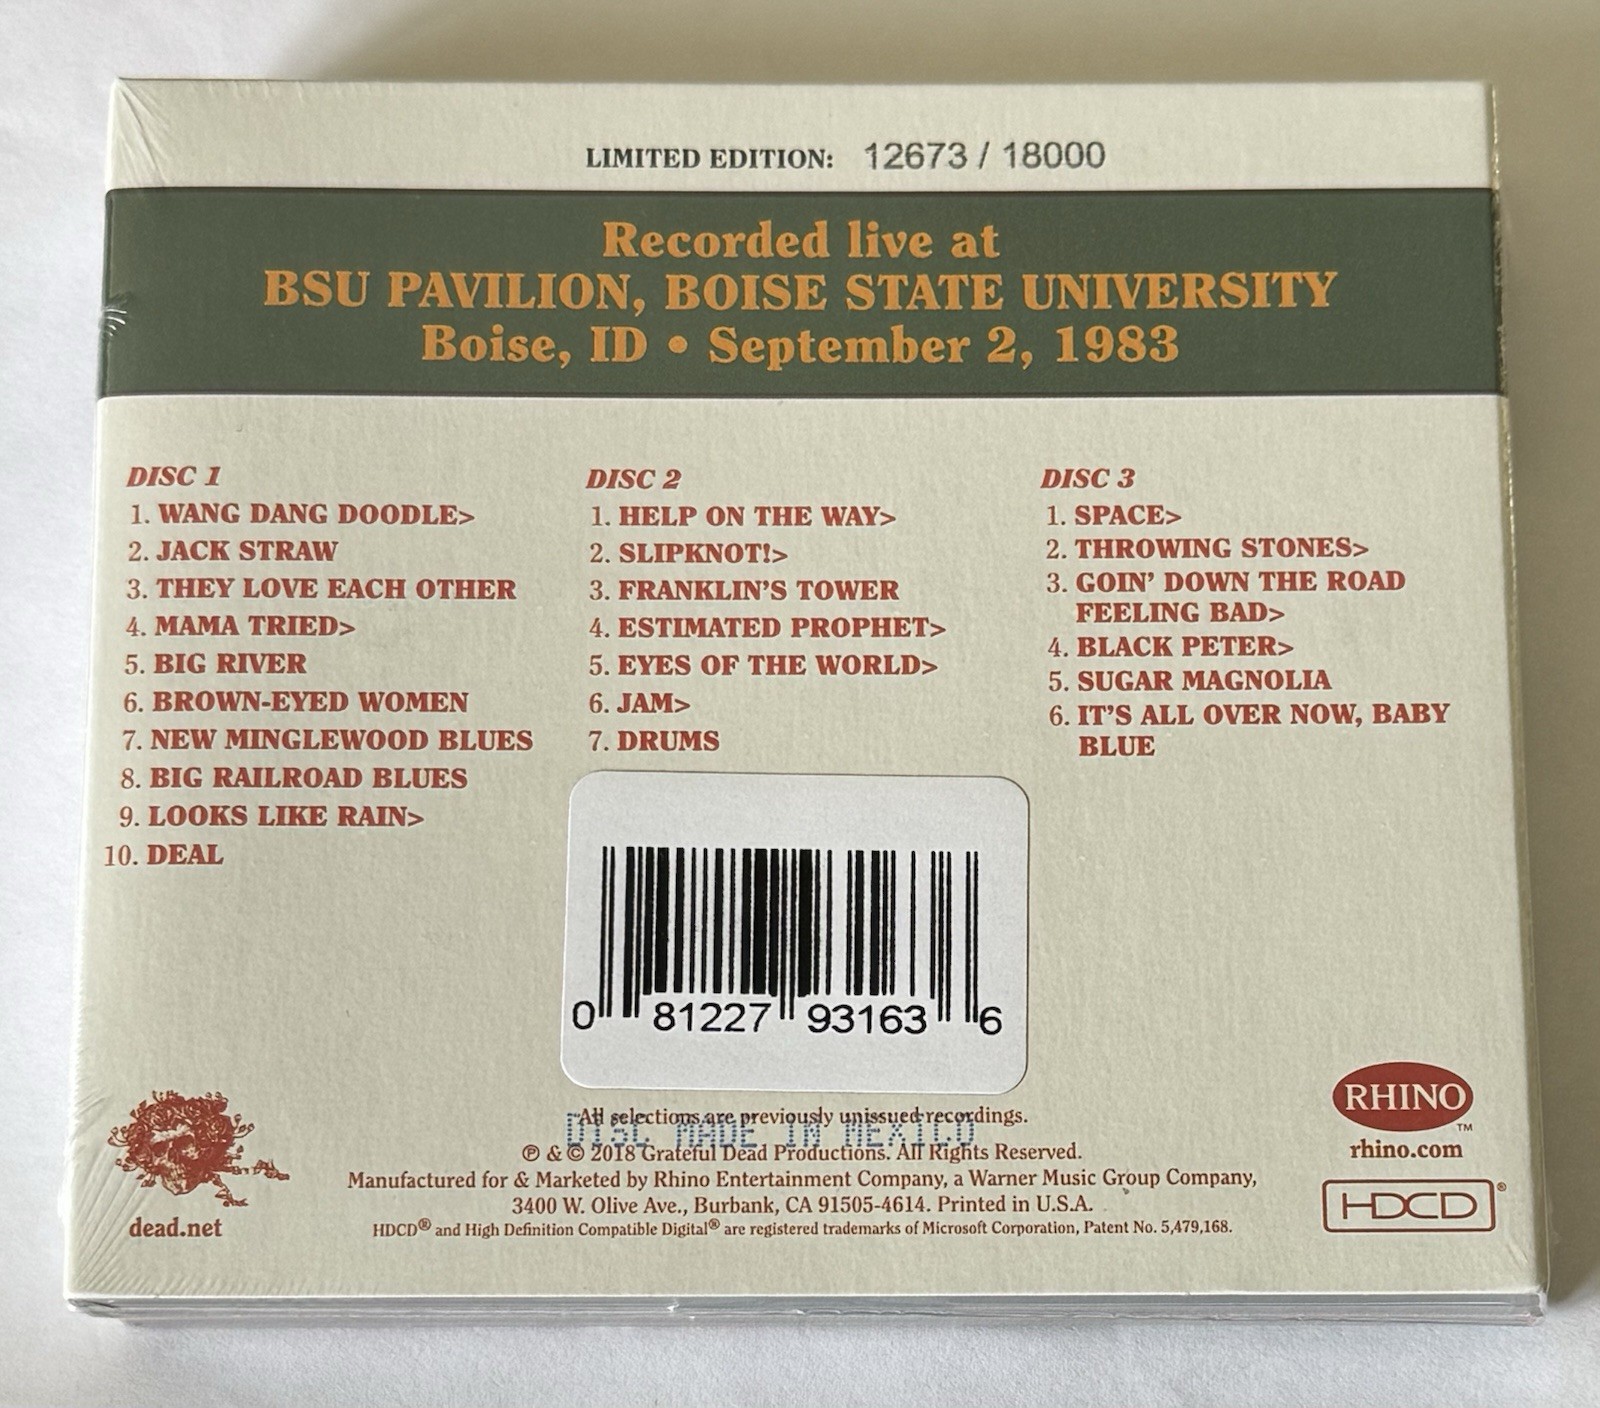 LIMITED EDITION: 12673 / 18000
Recorded live at
BSU PAVILION, BOISE STATE UNIVERSITY
Boise, ID • September 2, 1983
DISC 1
1. WANG DANG DOODLE>
2. JACK STRAW
3. THEY LOVE EACH OTHER
4. MAMA TRIED>
5. BIG RIVER
6. BROWN-EYED WOMEN
7. NEW MINGLEWOOD BLUES
8. BIG RAILROAD BLUES
9. LOOKS LIKE RAIN>
10. DEAL
DISC 2
1. HELP ON THE WAY>
2. SLIPKNOT!>
3. FRANKLIN'S TOWER
4. ESTIMATED PROPHET>
5. EYES OF THE WORLD>
6. JAM>
7. DRUMS
DISC 3
1. SPACE>
2. THROWING STONES>
3. GOIN' DOWN THE ROAD
FEELING BAD>
4. BLACK PETER>
5. SUGAR MAGNOLIA
6. IT'S ALL OVER NOW, BABY
BLUE
0 81227 93163 6
All selections are previously unissued recordings.
DISC MADE IN MEXICO
℗ & © 2018 Grateful Dead Productions. All Rights Reserved.
Manufactured for & Marketed by Rhino Entertainment Company, a Warner Music Group Company,
3400 W. Olive Ave., Burbank, CA 91505-4614. Printed in U.S.A.
HDCD® and High Definition Compatible Digital® are registered trademarks of Microsoft Corporation, Patent No. 5,479,168.
dead.net
RHINO™
rhino.com
HDCD®